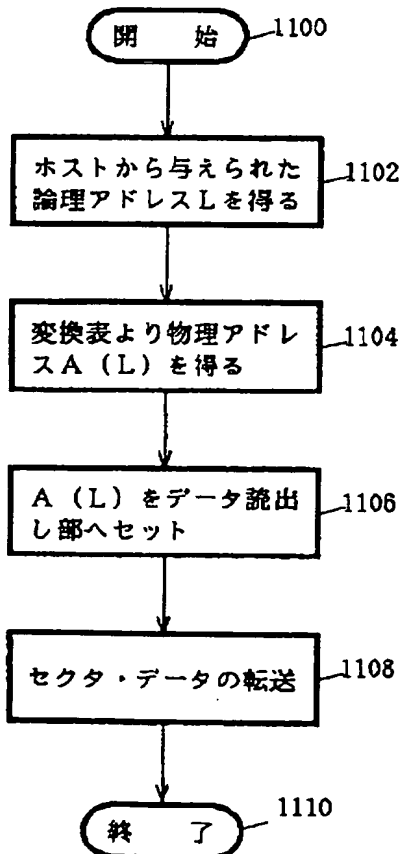 開 始 1100
ホストから与えられた
論理アドレスLを得る 1102
変換表より物理アドレ
スA (L) を得る 1104
A (L) をデータ読出
し部へセット 1106
セクタ・データの転送 1108
終 了 1110